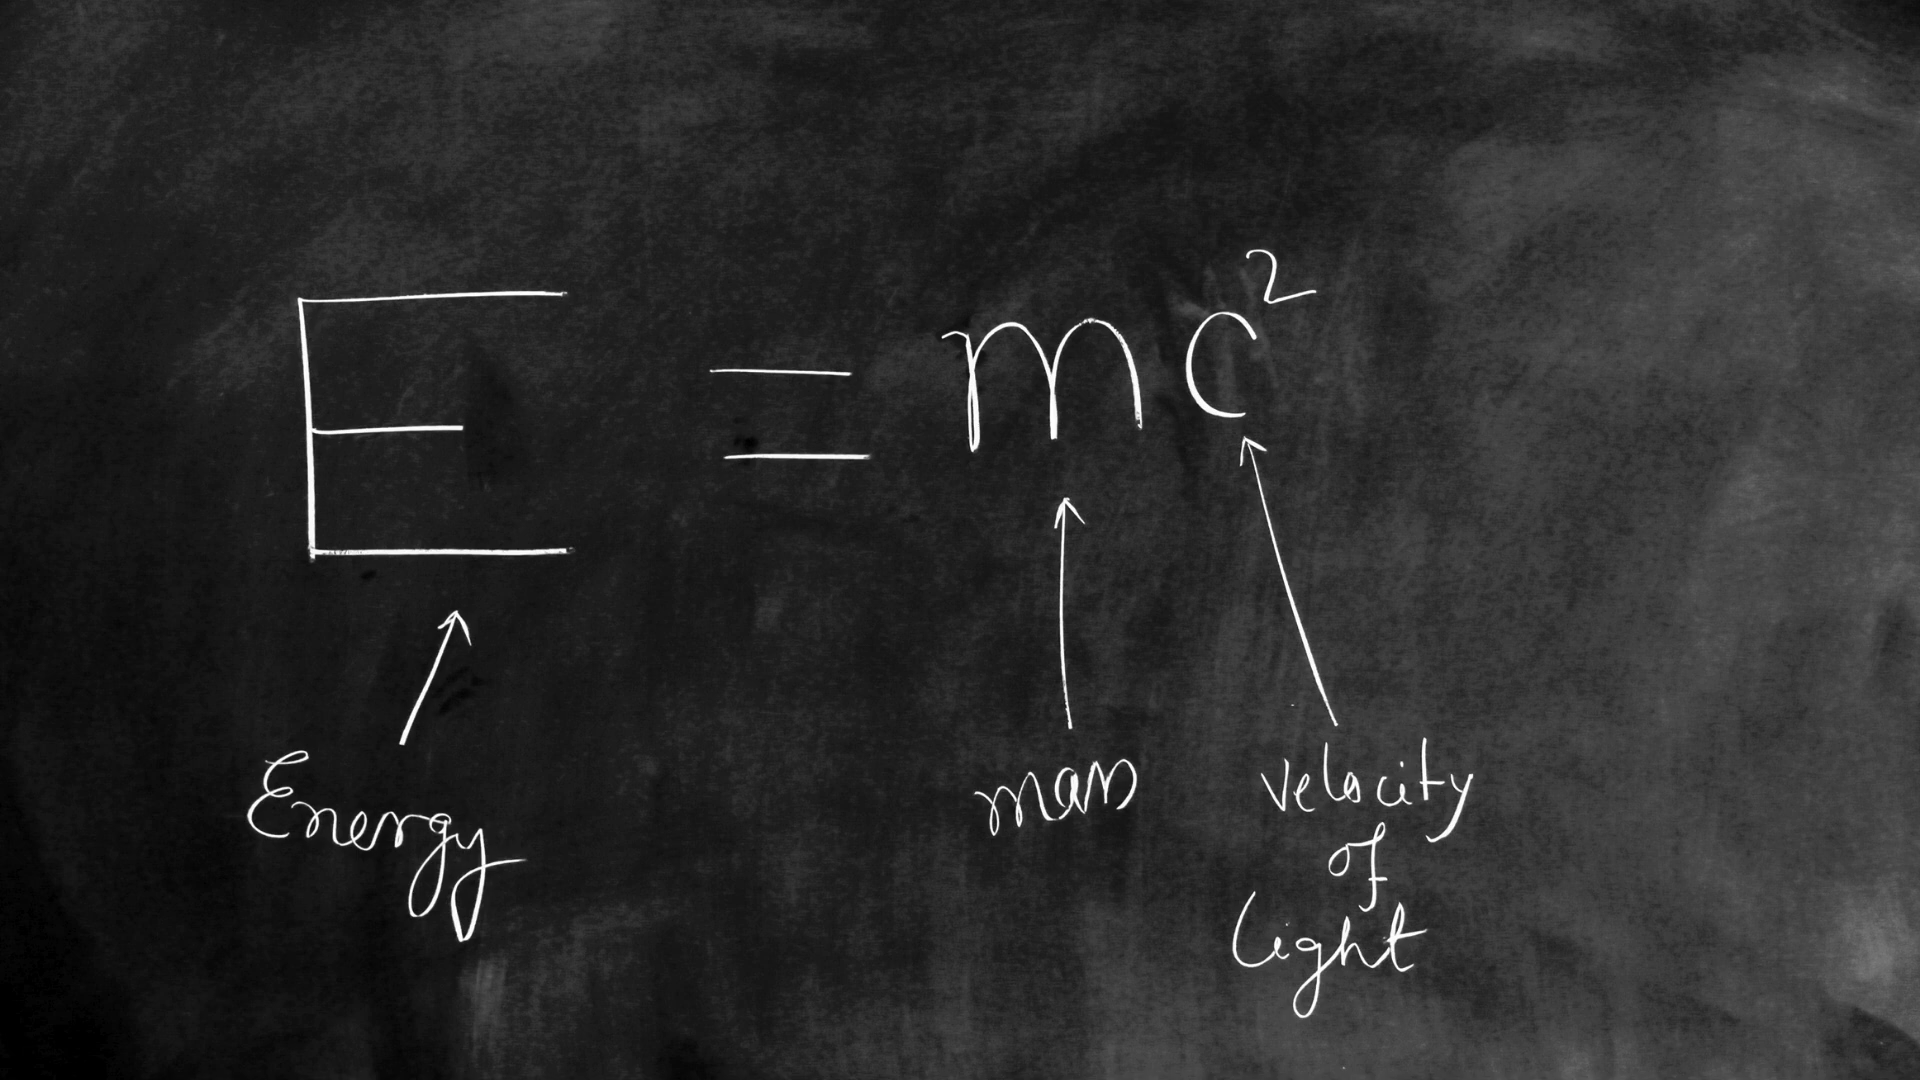 E = mc²
Energy
mass
velocity
of
light